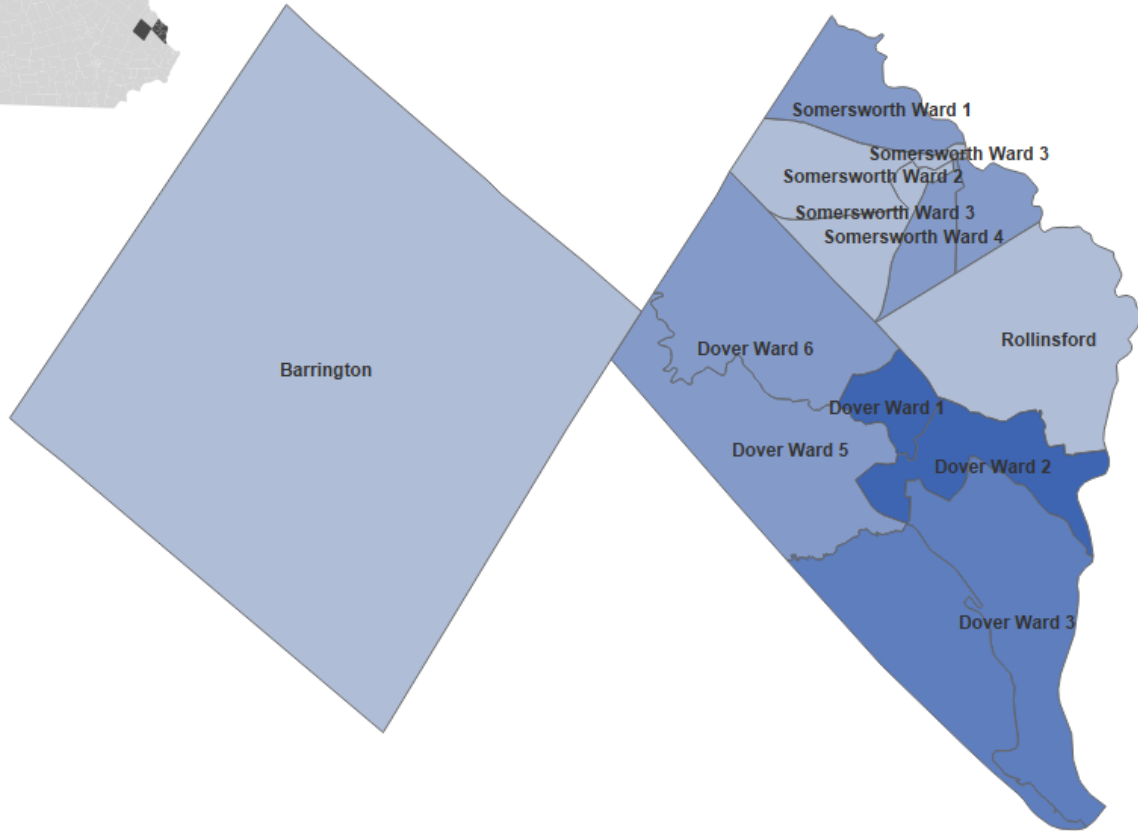 Somersworth Ward 1
Somersworth Ward 3
Somersworth Ward 2
Somersworth Ward 3
Somersworth Ward 4
Rollinsford
Dover Ward 6
Barrington
Dover Ward 1
Dover Ward 5
Dover Ward 2
Dover Ward 3